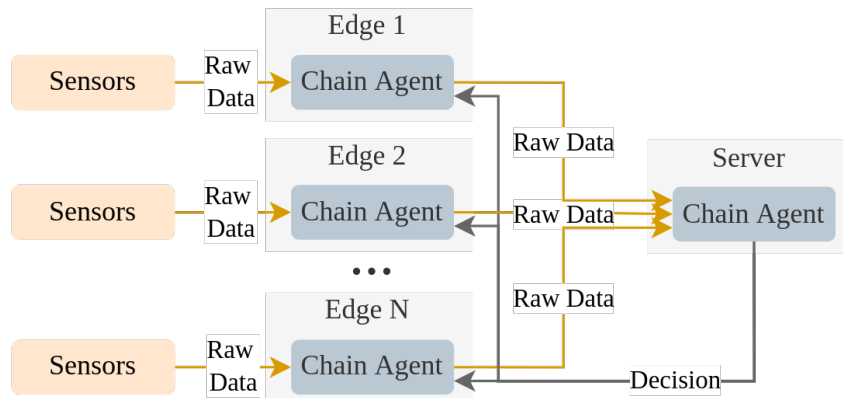 Edge 1
Sensors
Raw
Data
Chain Agent
Raw Data
Edge 2
Sensors
Raw
Data
Chain Agent
Raw Data
Server
Chain Agent
...
Edge N
Sensors
Raw
Data
Chain Agent
Raw Data
Decision